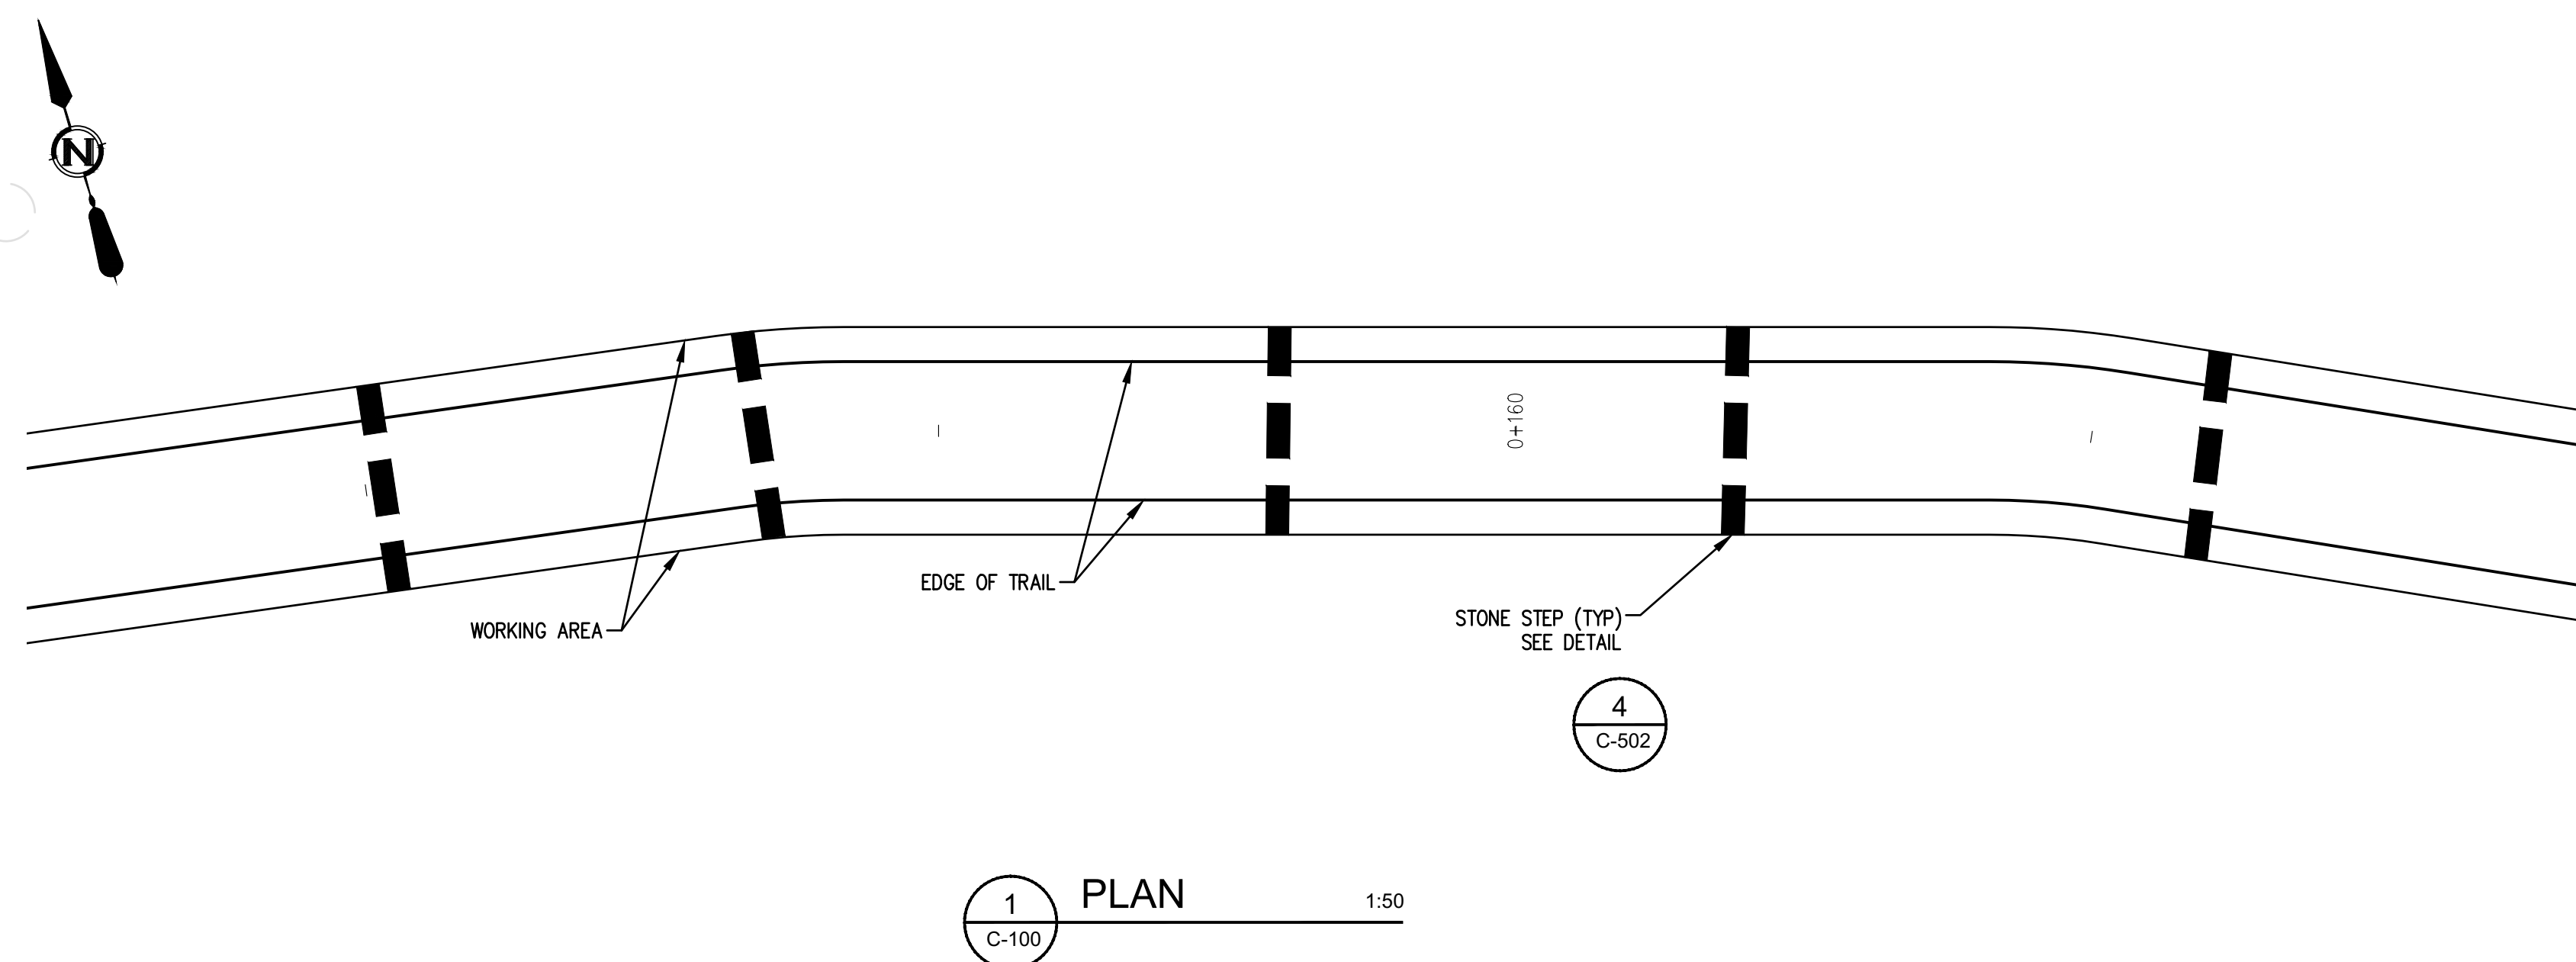 N
0+160
EDGE OF TRAIL
WORKING AREA
STONE STEP (TYP)
SEE DETAIL
4
C-502
1
C-100
PLAN
1:50